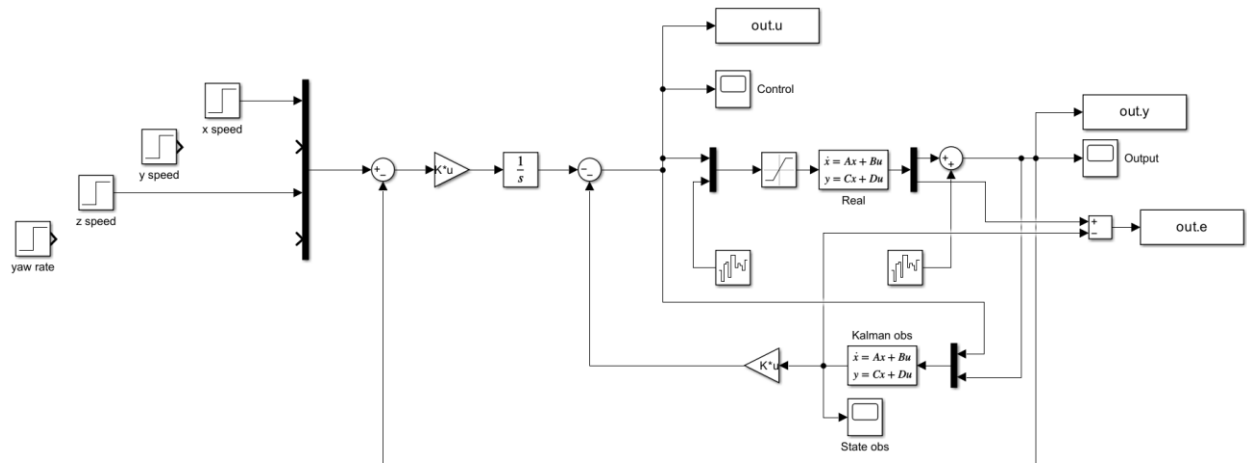 out.u
Control
x speed
y speed
z speed
yaw rate
+
−
K*u
1
s
−
−
ẋ = Ax + Bu
y = Cx + Du
Real
+
+
out.y
Output
+
−
out.e
Kalman obs
ẋ = Ax + Bu
y = Cx + Du
K*u
State obs